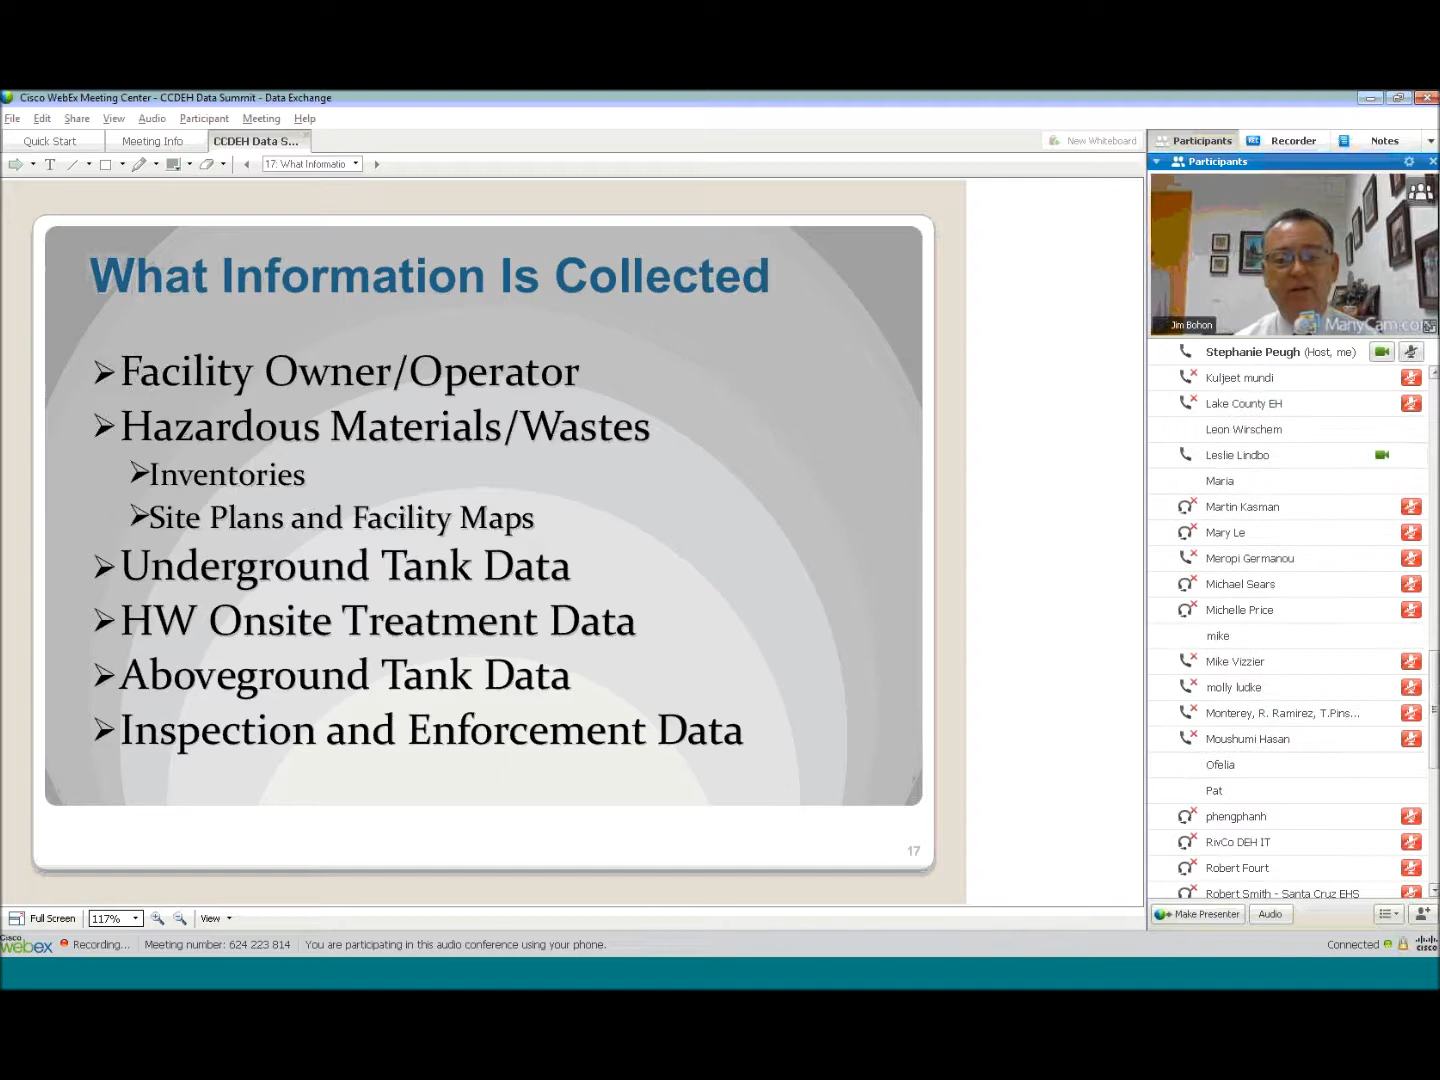 Cisco WebEx Meeting Center - CCDEH Data Summit - Data Exchange
File Edit Share View Audio Participant Meeting Help
Quick Start Meeting Info CCDEH Data S... New Whiteboard
Participants Recorder Notes
T 17: What Informatio
Participants
What Information Is Collected
Facility Owner/Operator
Hazardous Materials/Wastes
Inventories
Site Plans and Facility Maps
Underground Tank Data
HW Onsite Treatment Data
Aboveground Tank Data
Inspection and Enforcement Data
17
Jim Bohon
ManyCam.co
Stephanie Peugh (Host, me)
Kuljeet mundi
Lake County EH
Leon Wirschem
Leslie Lindbo
Maria
Martin Kasman
Mary Le
Meropi Germanou
Michael Sears
Michelle Price
mike
Mike Vizzier
molly ludke
Monterey, R. Ramirez, T.Pins...
Moushumi Hasan
Ofelia
Pat
phengphanh
RivCo DEH IT
Robert Fourt
Robert Smith - Santa Cruz EHS
Make Presenter Audio
Full Screen 117% View
Cisco
webex Recording... Meeting number: 624 223 814 You are participating in this audio conference using your phone. Connected
cisco